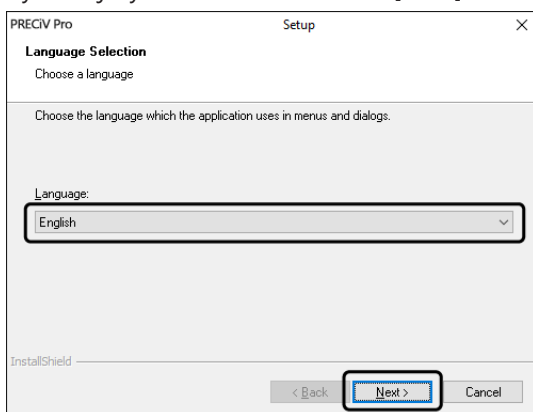 PRECiV Pro Setup
Language Selection
Choose a language
Choose the language which the application uses in menus and dialogs.
Language:
English
InstallShield
< Back Next > Cancel